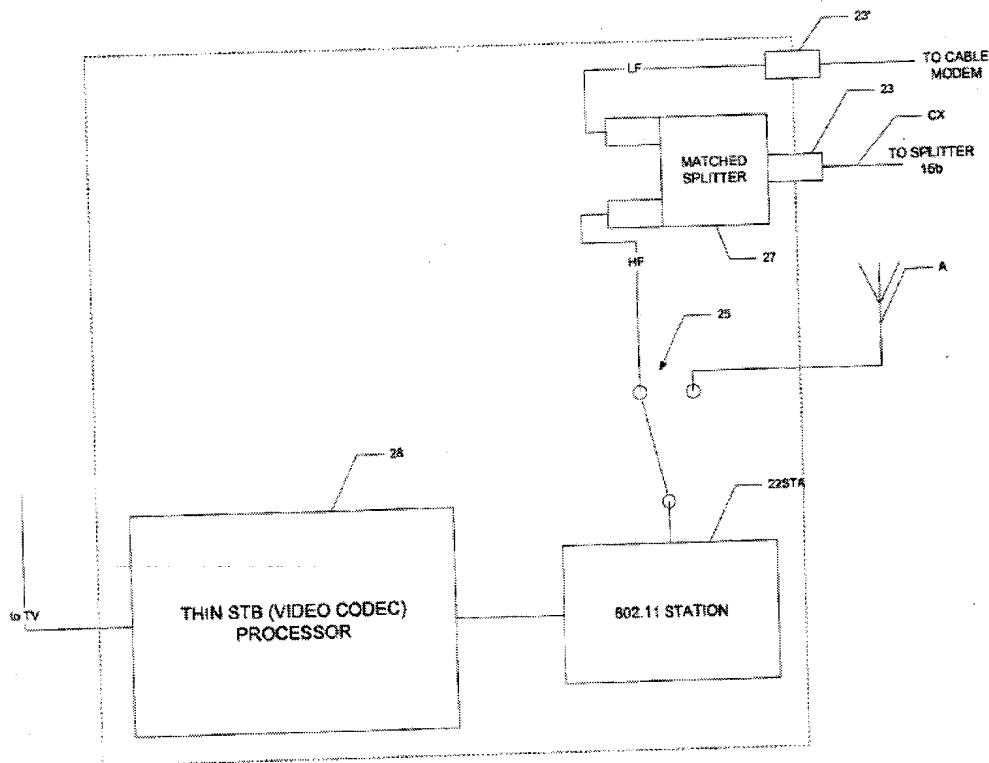 23'
LF
TO CABLE
MODEM
23
CX
MATCHED
SPLITTER
TO SPLITTER
15b
27
HF
A
25
28
22STA
to TV
THIN STB (VIDEO CODEC)
PROCESSOR
802.11 STATION